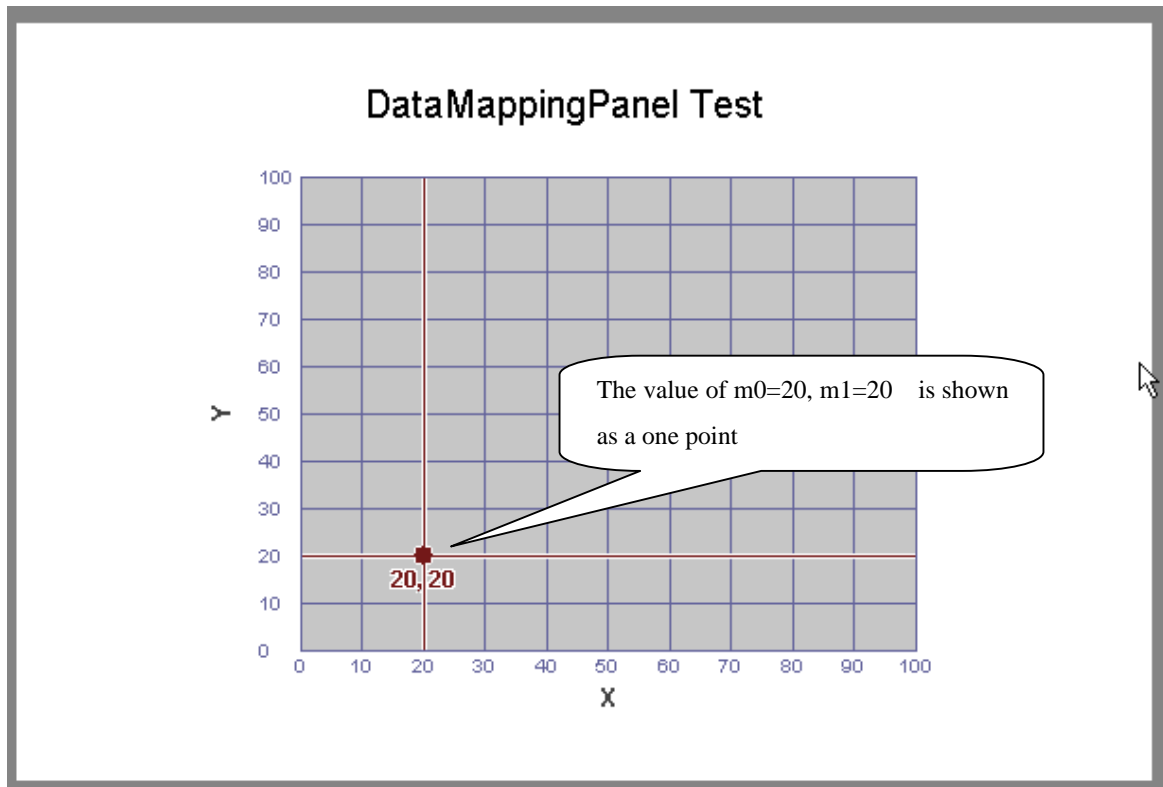 DataMappingPanel Test
100
90
80
70
60
50
40
30
20
10
0
Y
The value of m0=20, m1=20 is shown
as a one point
20, 20
0 10 20 30 40 50 60 70 80 90 100
X